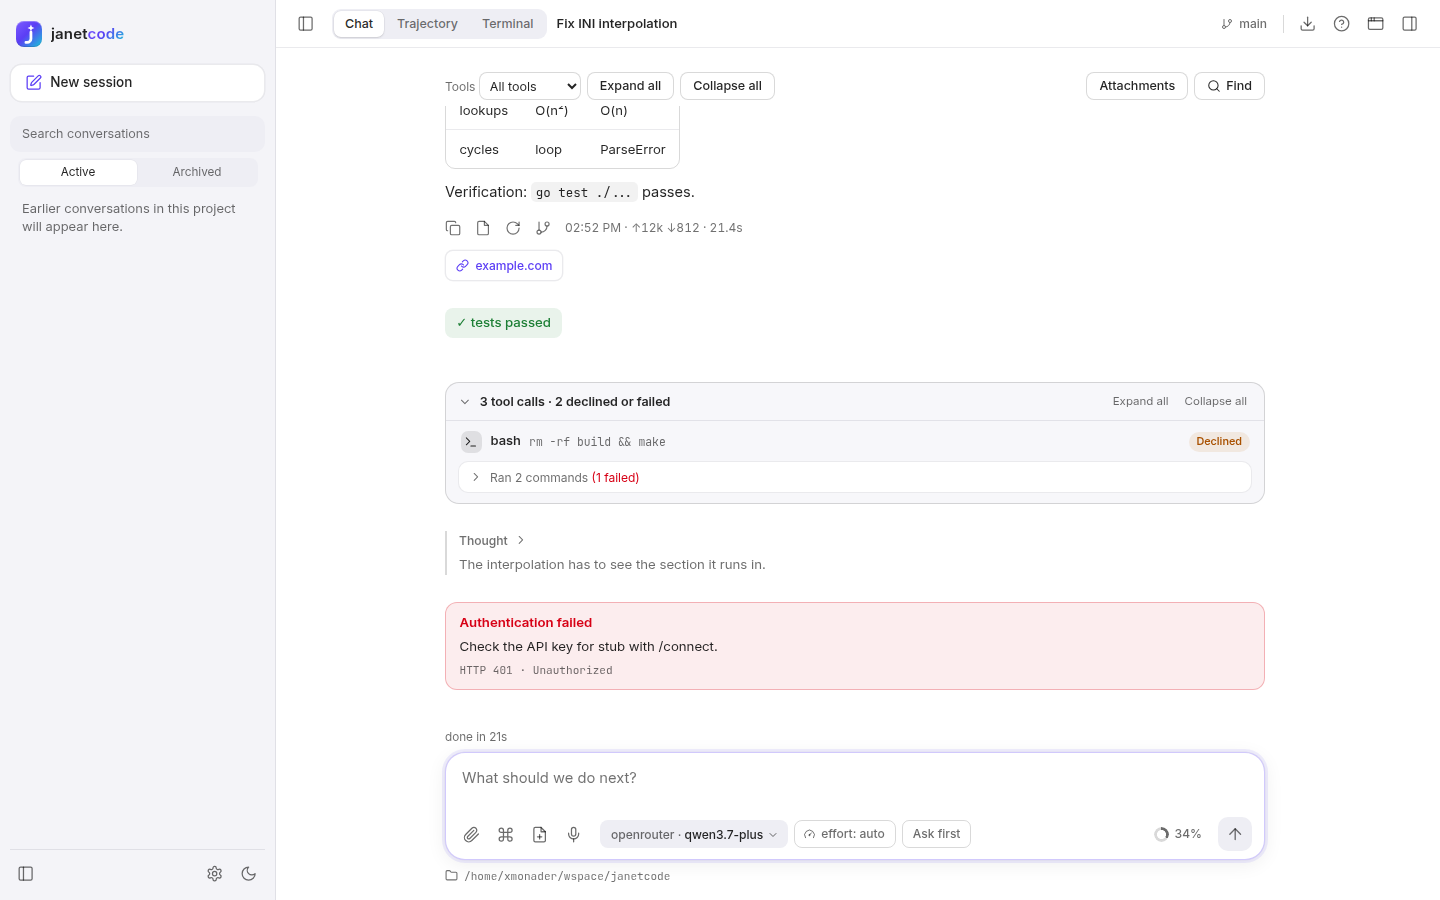 janetcode
New session
Search conversations
Active
Archived
Earlier conversations in this project
will appear here.
Chat
Trajectory
Terminal
Fix INI interpolation
main
Tools
All tools
Expand all
Collapse all
Attachments
Find
lookups O(n²) O(n)
cycles loop ParseError
Verification: go test ./... passes.
02:52 PM · ↑12k ↓812 · 21.4s
example.com
✓ tests passed
3 tool calls · 2 declined or failed
Expand all
Collapse all
bash rm -rf build && make
Declined
Ran 2 commands (1 failed)
Thought
The interpolation has to see the section it runs in.
Authentication failed
Check the API key for stub with /connect.
HTTP 401 · Unauthorized
done in 21s
What should we do next?
openrouter · qwen3.7-plus
effort: auto
Ask first
34%
/home/xmonader/wspace/janetcode